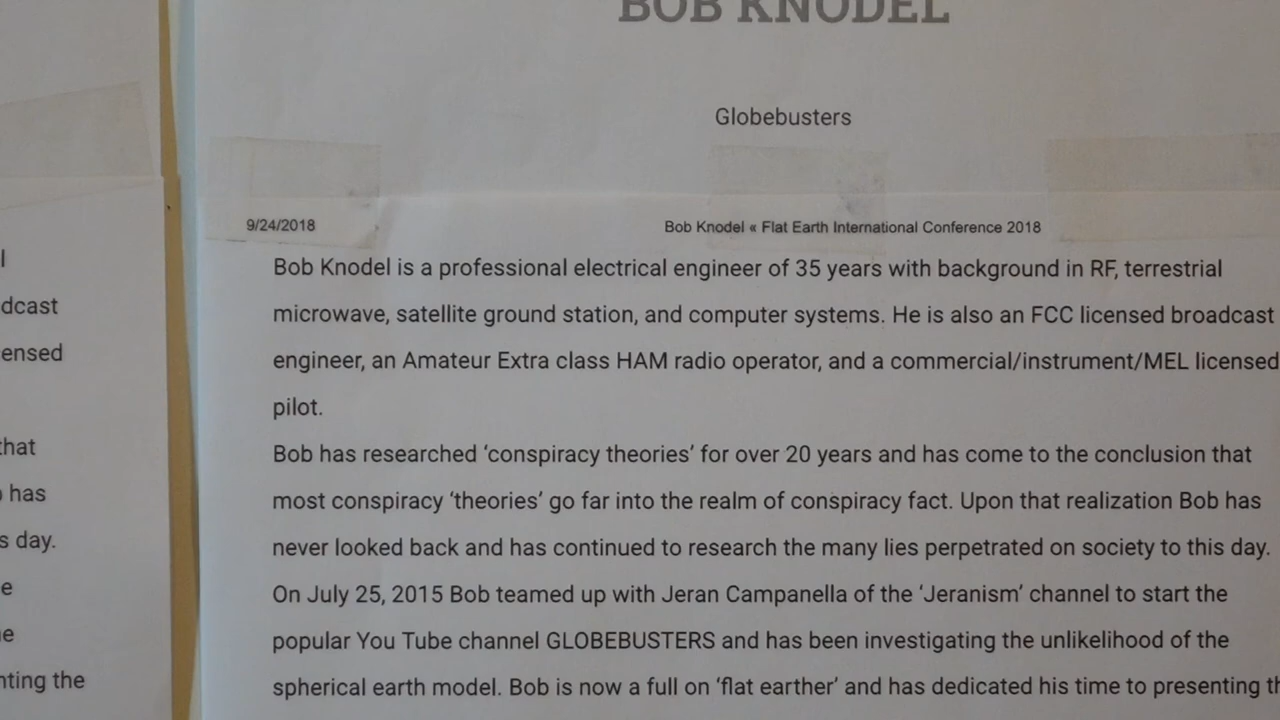 BOB KNODEL
Globebusters
9/24/2018
Bob Knodel « Flat Earth International Conference 2018
Bob Knodel is a professional electrical engineer of 35 years with background in RF, terrestrial
microwave, satellite ground station, and computer systems. He is also an FCC licensed broadcast
engineer, an Amateur Extra class HAM radio operator, and a commercial/instrument/MEL licensed
pilot.
Bob has researched ‘conspiracy theories’ for over 20 years and has come to the conclusion that
most conspiracy ‘theories’ go far into the realm of conspiracy fact. Upon that realization Bob has
never looked back and has continued to research the many lies perpetrated on society to this day.
On July 25, 2015 Bob teamed up with Jeran Campanella of the ‘Jeranism’ channel to start the
popular You Tube channel GLOBEBUSTERS and has been investigating the unlikelihood of the
spherical earth model. Bob is now a full on ‘flat earther’ and has dedicated his time to presenting
l
dcast
ensed
that
has
s day.
e
e
nting the